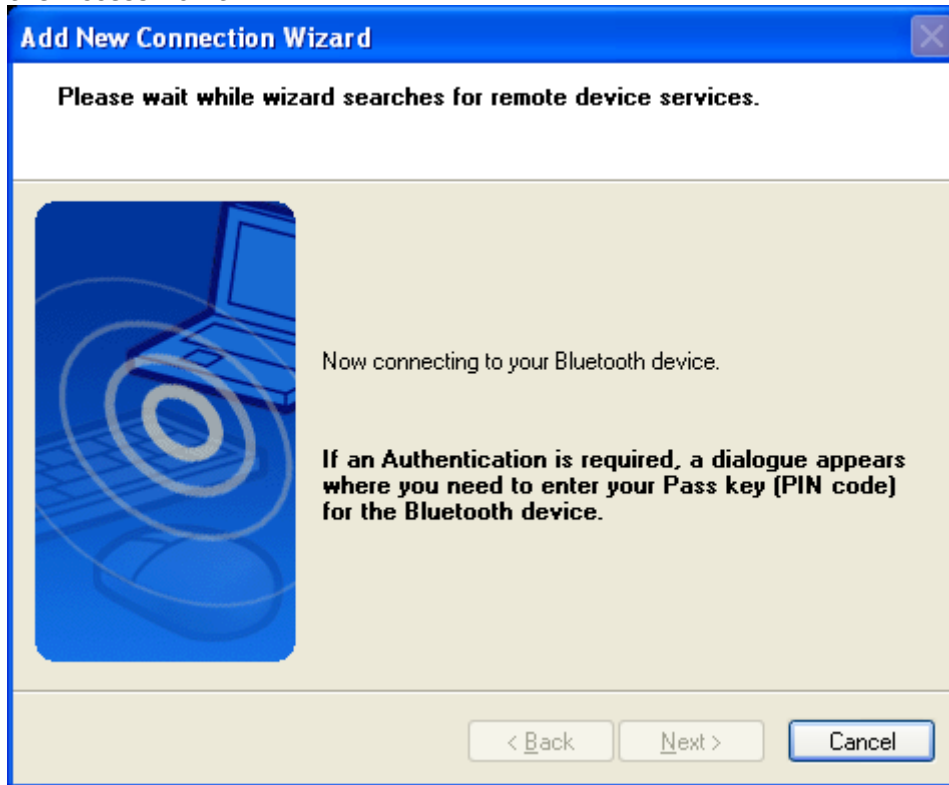 Add New Connection Wizard
Please wait while wizard searches for remote device services.
Now connecting to your Bluetooth device.
If an Authentication is required, a dialogue appears
where you need to enter your Pass key (PIN code)
for the Bluetooth device.
< Back Next > Cancel